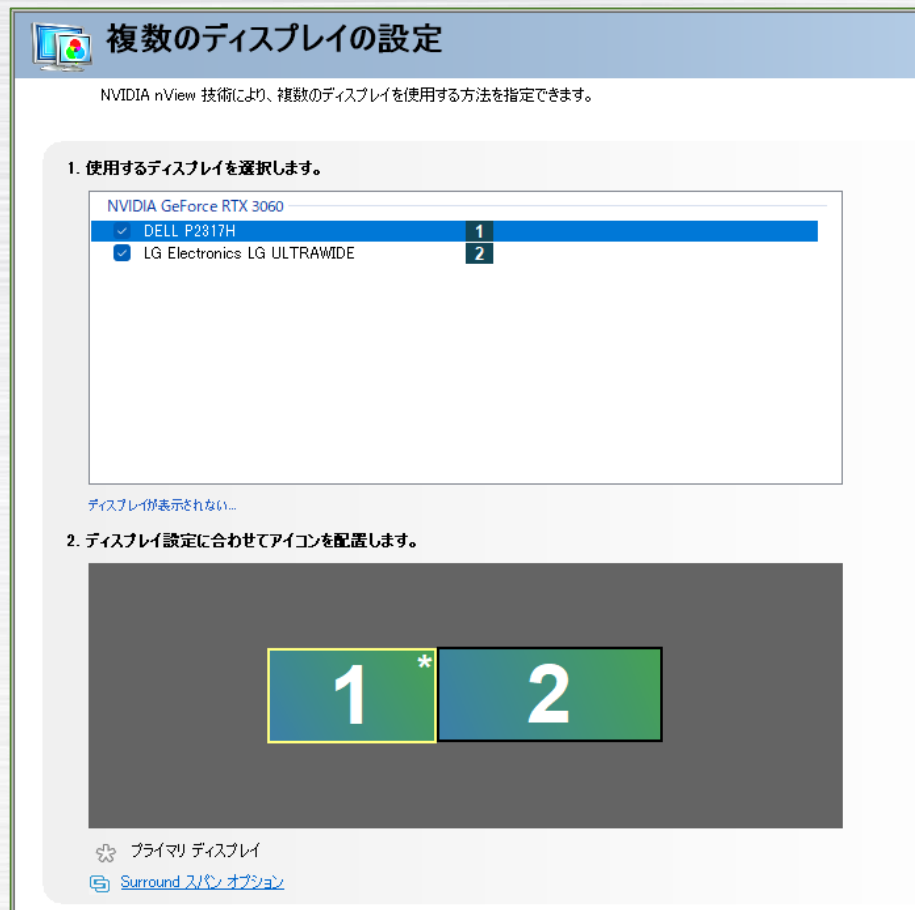 複数のディスプレイの設定
NVIDIA nView 技術により、複数のディスプレイを使用する方法を指定できます。
1. 使用するディスプレイを選択します。
NVIDIA GeForce RTX 3060
DELL P2317H 1
LG Electronics LG ULTRAWIDE 2
ディスプレイが表示されない...
2. ディスプレイ設定に合わせてアイコンを配置します。
1 * 2
プライマリ ディスプレイ
Surround スパン オプション